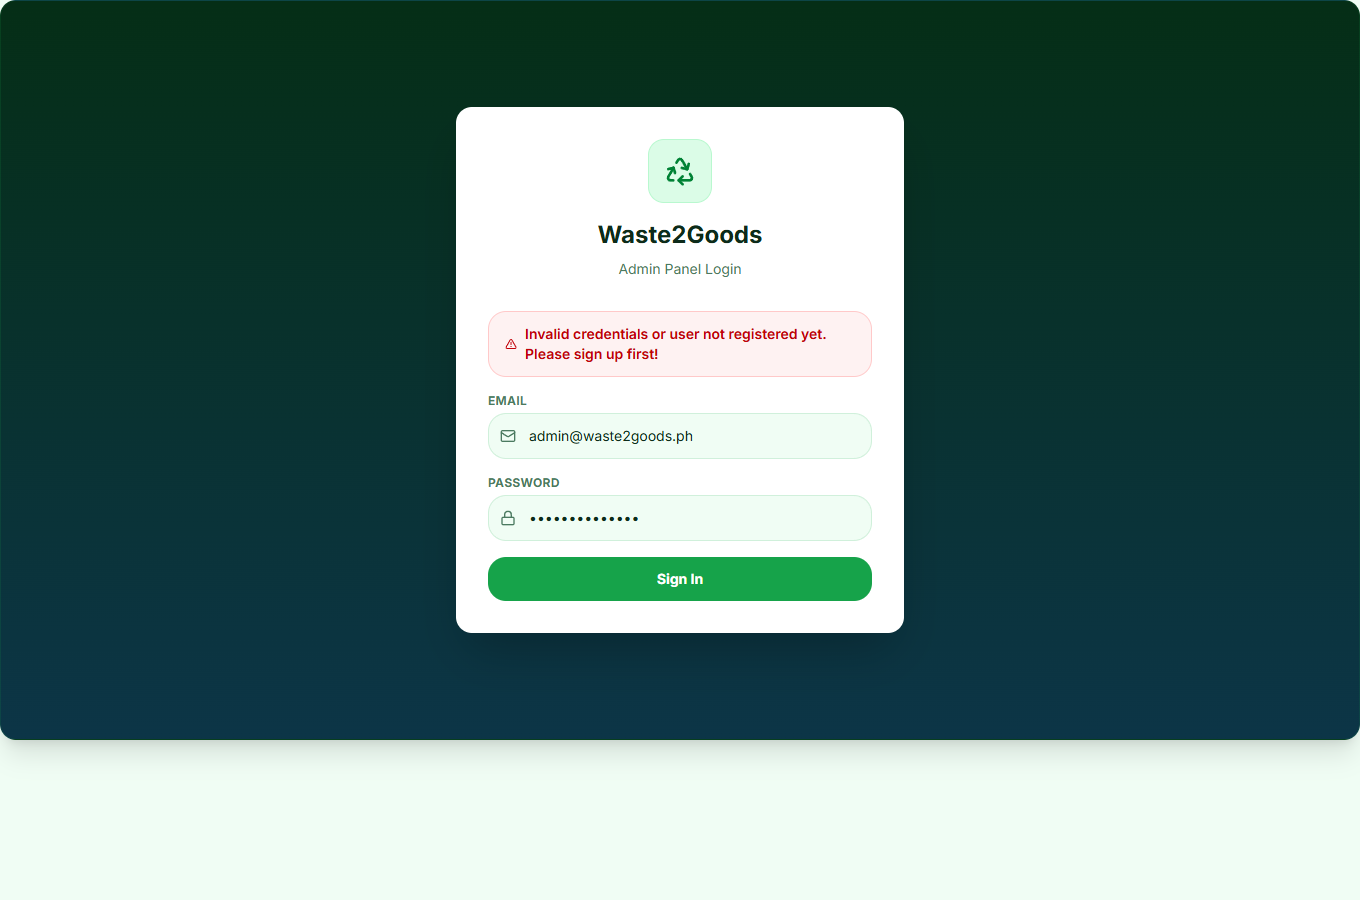 Waste2Goods
Admin Panel Login
Invalid credentials or user not registered yet.
Please sign up first!
EMAIL
admin@waste2goods.ph
PASSWORD
••••••••••••••
Sign In